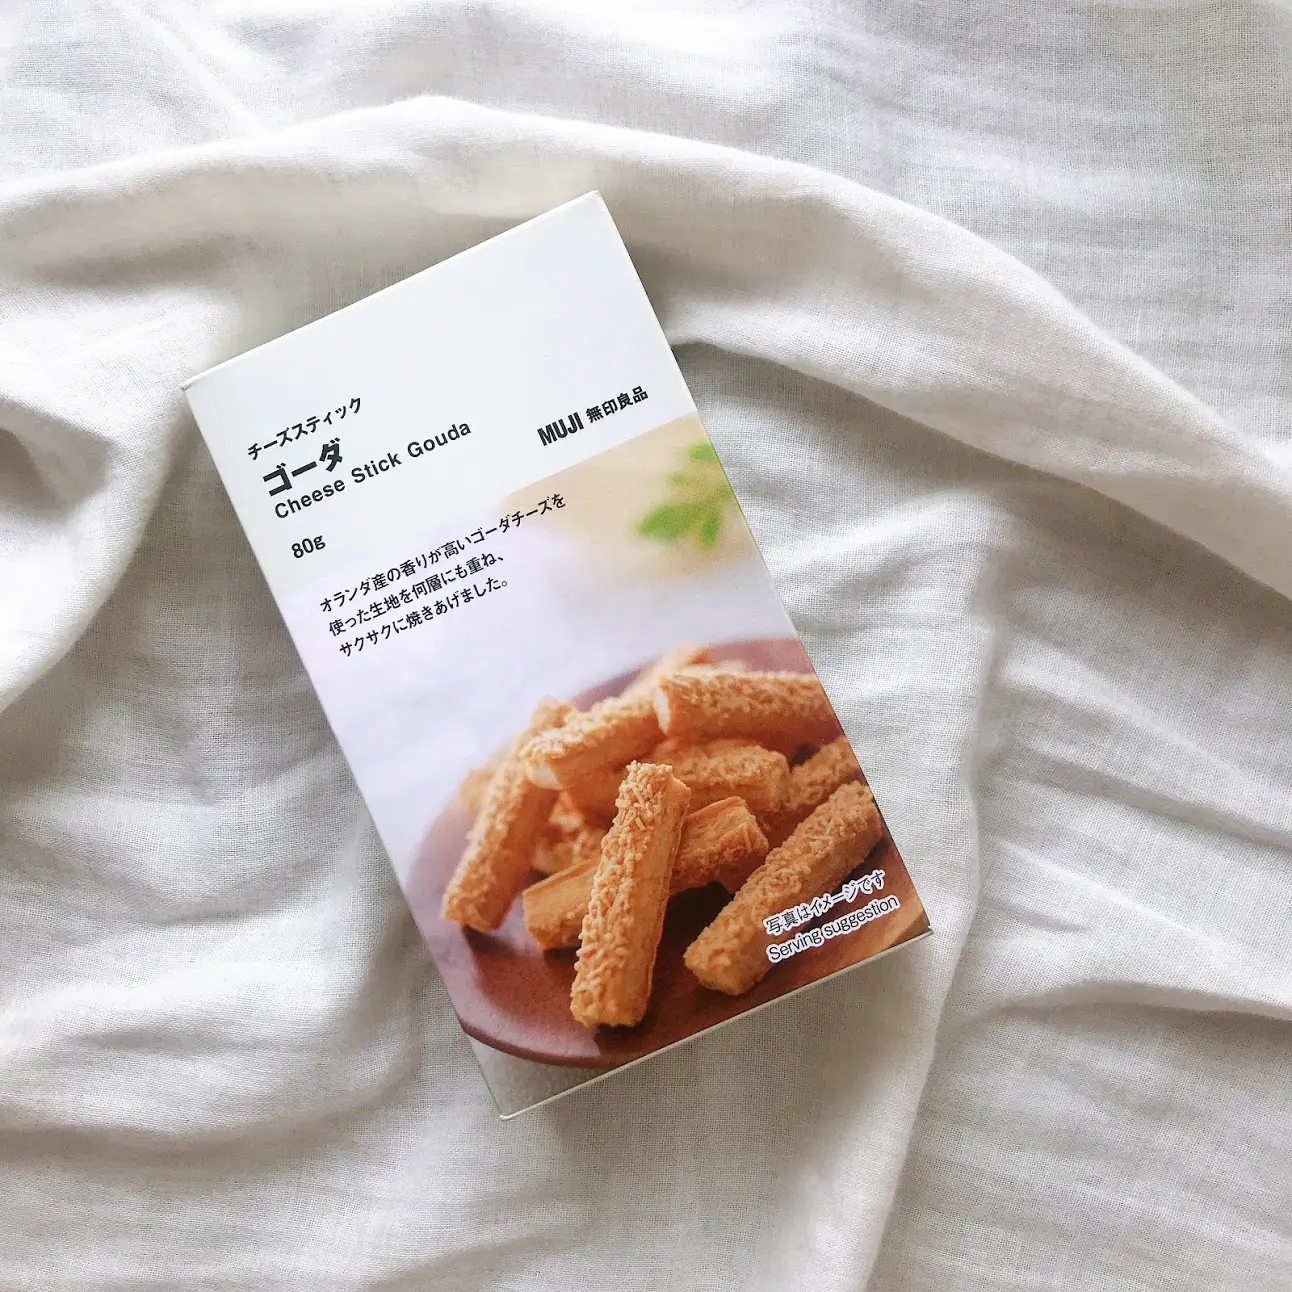 チーズスティック
ゴーダ
Cheese Stick Gouda
MUJI 無印良品
80g
オランダ産の香りが高いゴーダチーズを
使った生地を何層にも重ね、
サクサクに焼きあげました。
写真はイメージです
Serving suggestion